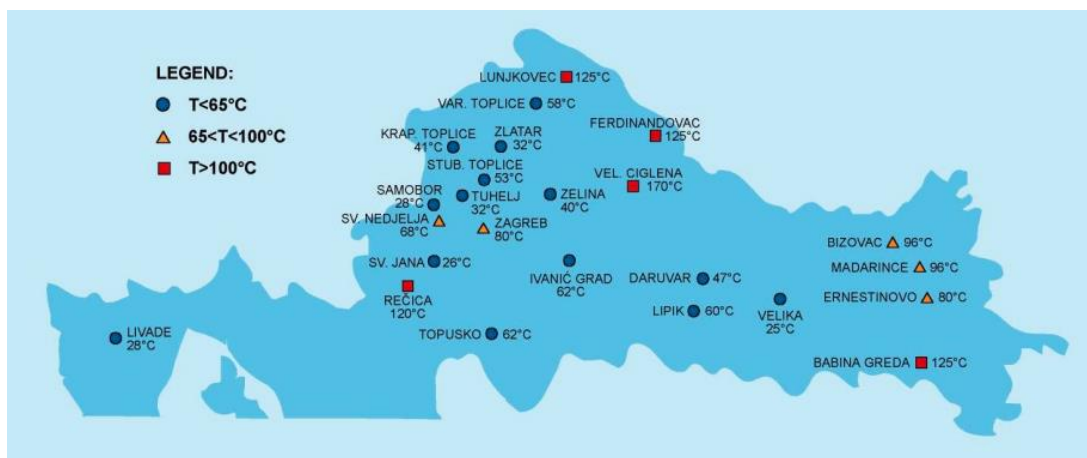 LEGEND:
T<65°C
65<T<100°C
T>100°C
LUNJKOVEC 125°C
VAR. TOPLICE 58°C
FERDINANDOVAC
125°C
KRAP. TOPLICE
41°C
ZLATAR
32°C
STUB. TOPLICE
53°C
VEL. CIGLENA
170°C
SAMOBOR
28°C
TUHELJ
32°C
ZELINA
40°C
SV. NEDJELJA
68°C
ZAGREB
80°C
BIZOVAC 96°C
SV. JANA 26°C
IVANIĆ GRAD
62°C
MADARINCE 96°C
DARUVAR 47°C
REČICA
120°C
ERNESTINOVO 80°C
LIPIK 60°C
VELIKA
25°C
LIVADE
28°C
TOPUSKO 62°C
BABINA GREDA 125°C